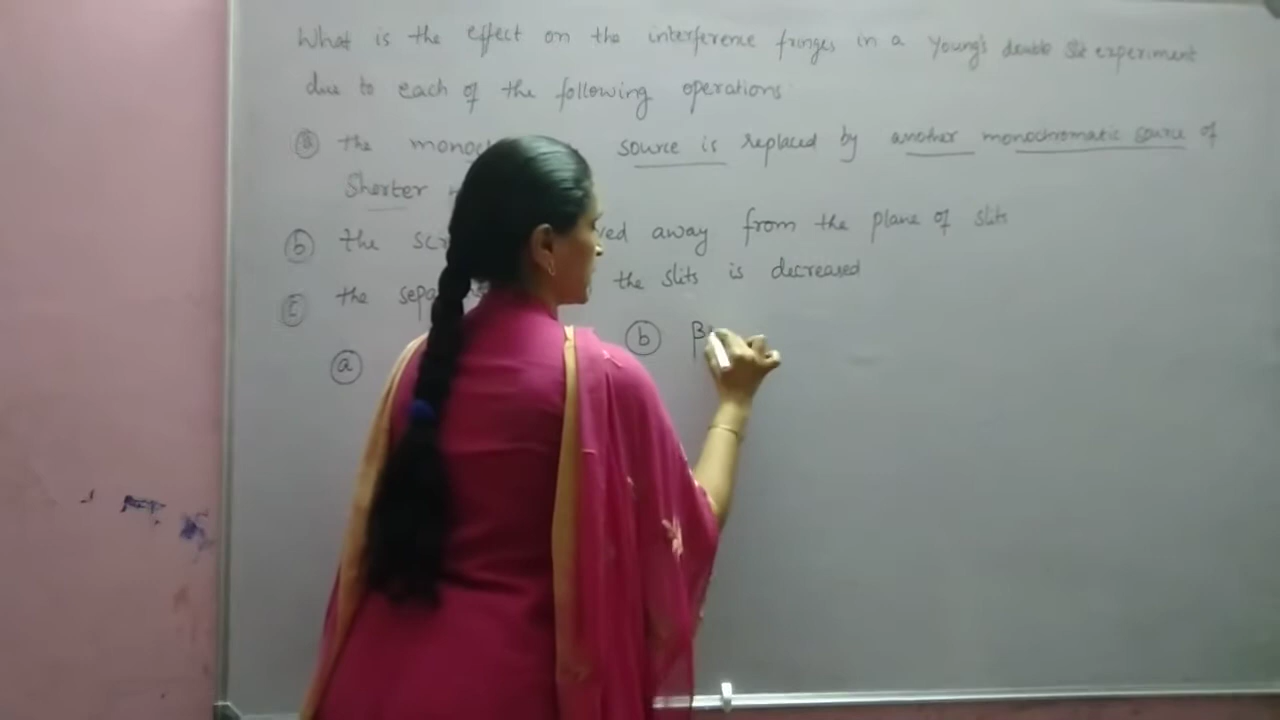 What is the effect on the interference fringes in a Young's double slit experiment
due to each of the following operations
ⓐ the source is replaced by another monochromatic source of
Shorter
ⓑ the away from the plane of slits
ⓒ the the slits is decreased
ⓐ ⓑ β